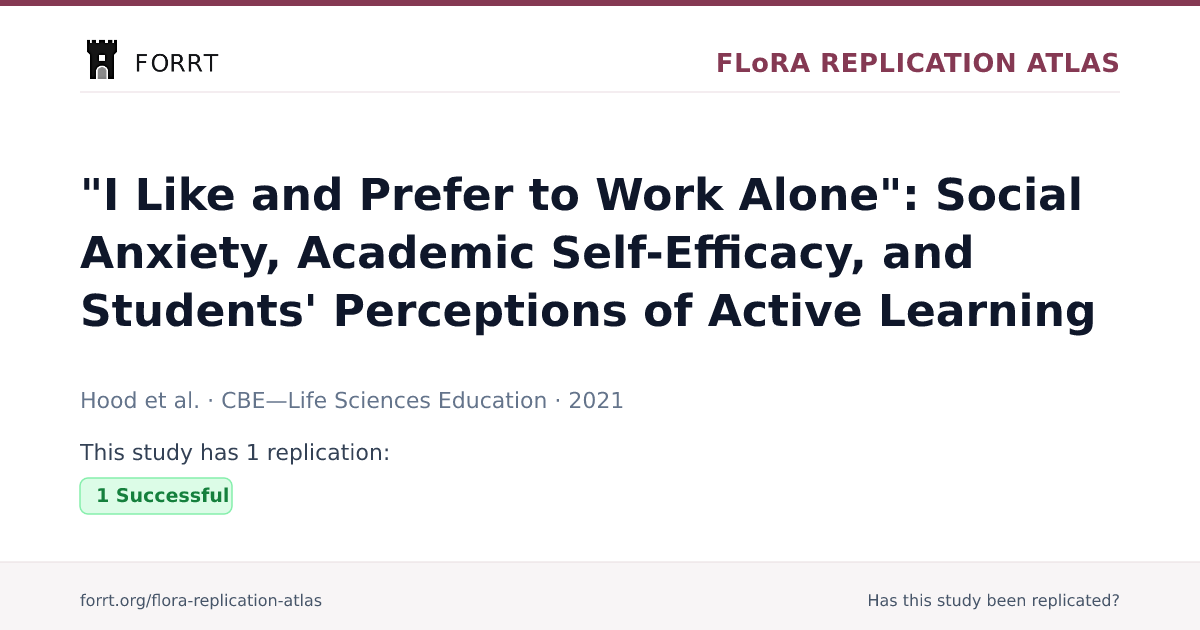 FORRT
FLoRA REPLICATION ATLAS
"I Like and Prefer to Work Alone": Social
Anxiety, Academic Self-Efficacy, and
Students' Perceptions of Active Learning
Hood et al. · CBE—Life Sciences Education · 2021
This study has 1 replication:
1 Successful
forrt.org/flora-replication-atlas
Has this study been replicated?